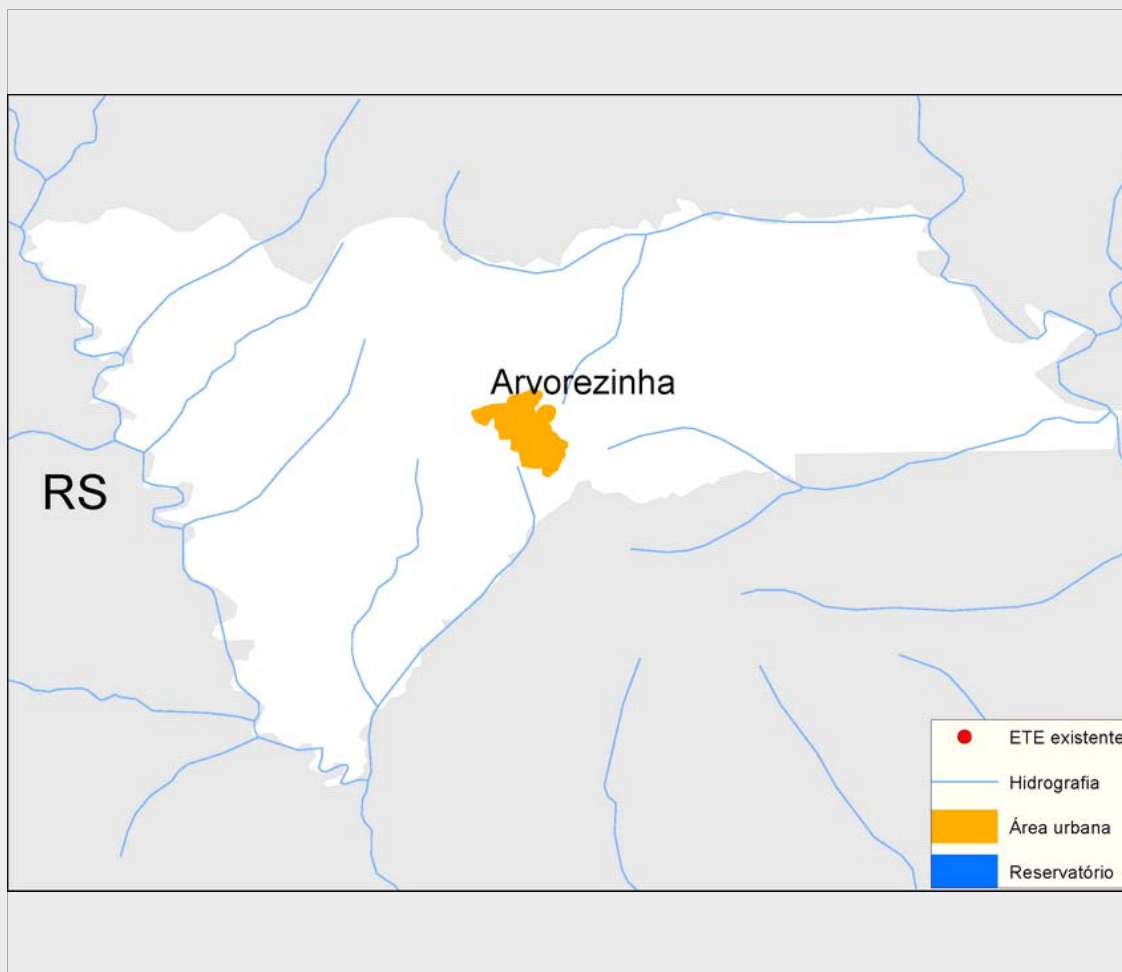 Arvorezinha
RS
ETE existente
Hidrografia
Área urbana
Reservatório